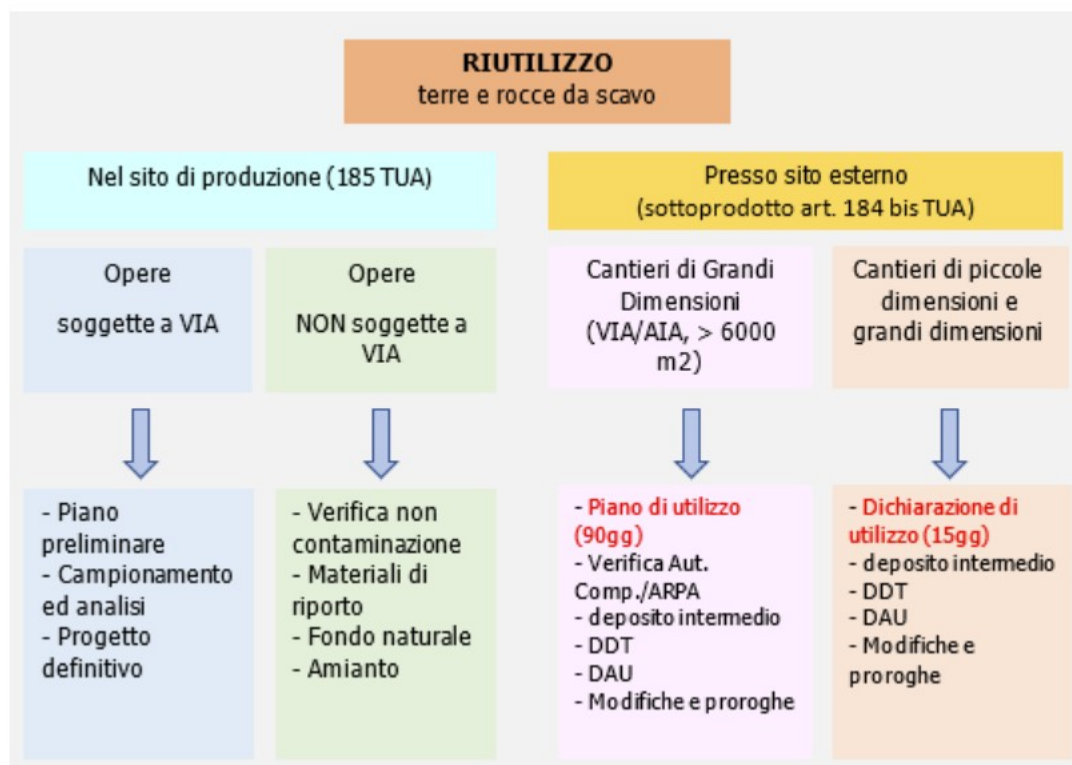 RIUTILIZZO
terre e rocce da scavo
Nel sito di produzione (185 TUA)
Presso sito esterno
(sottoprodotto art. 184 bis TUA)
Opere
soggette a VIA
Opere
NON soggette a
VIA
Cantieri di Grandi
Dimensioni
(VIA/AIA, > 6000
m2)
Cantieri di piccole
dimensioni e
grandi dimensioni
- Piano
preliminare
- Campionamento
ed analisi
- Progetto
definitivo
- Verifica non
contaminazione
- Materiali di
riporto
- Fondo naturale
- Amianto
- Piano di utilizzo
(90gg)
- Verifica Aut.
Comp./ARPA
- deposito intermedio
- DDT
- DAU
- Modifiche e proroghe
- Dichiarazione di
utilizzo (15gg)
- deposito intermedio
- DDT
- DAU
- Modifiche e
proroghe